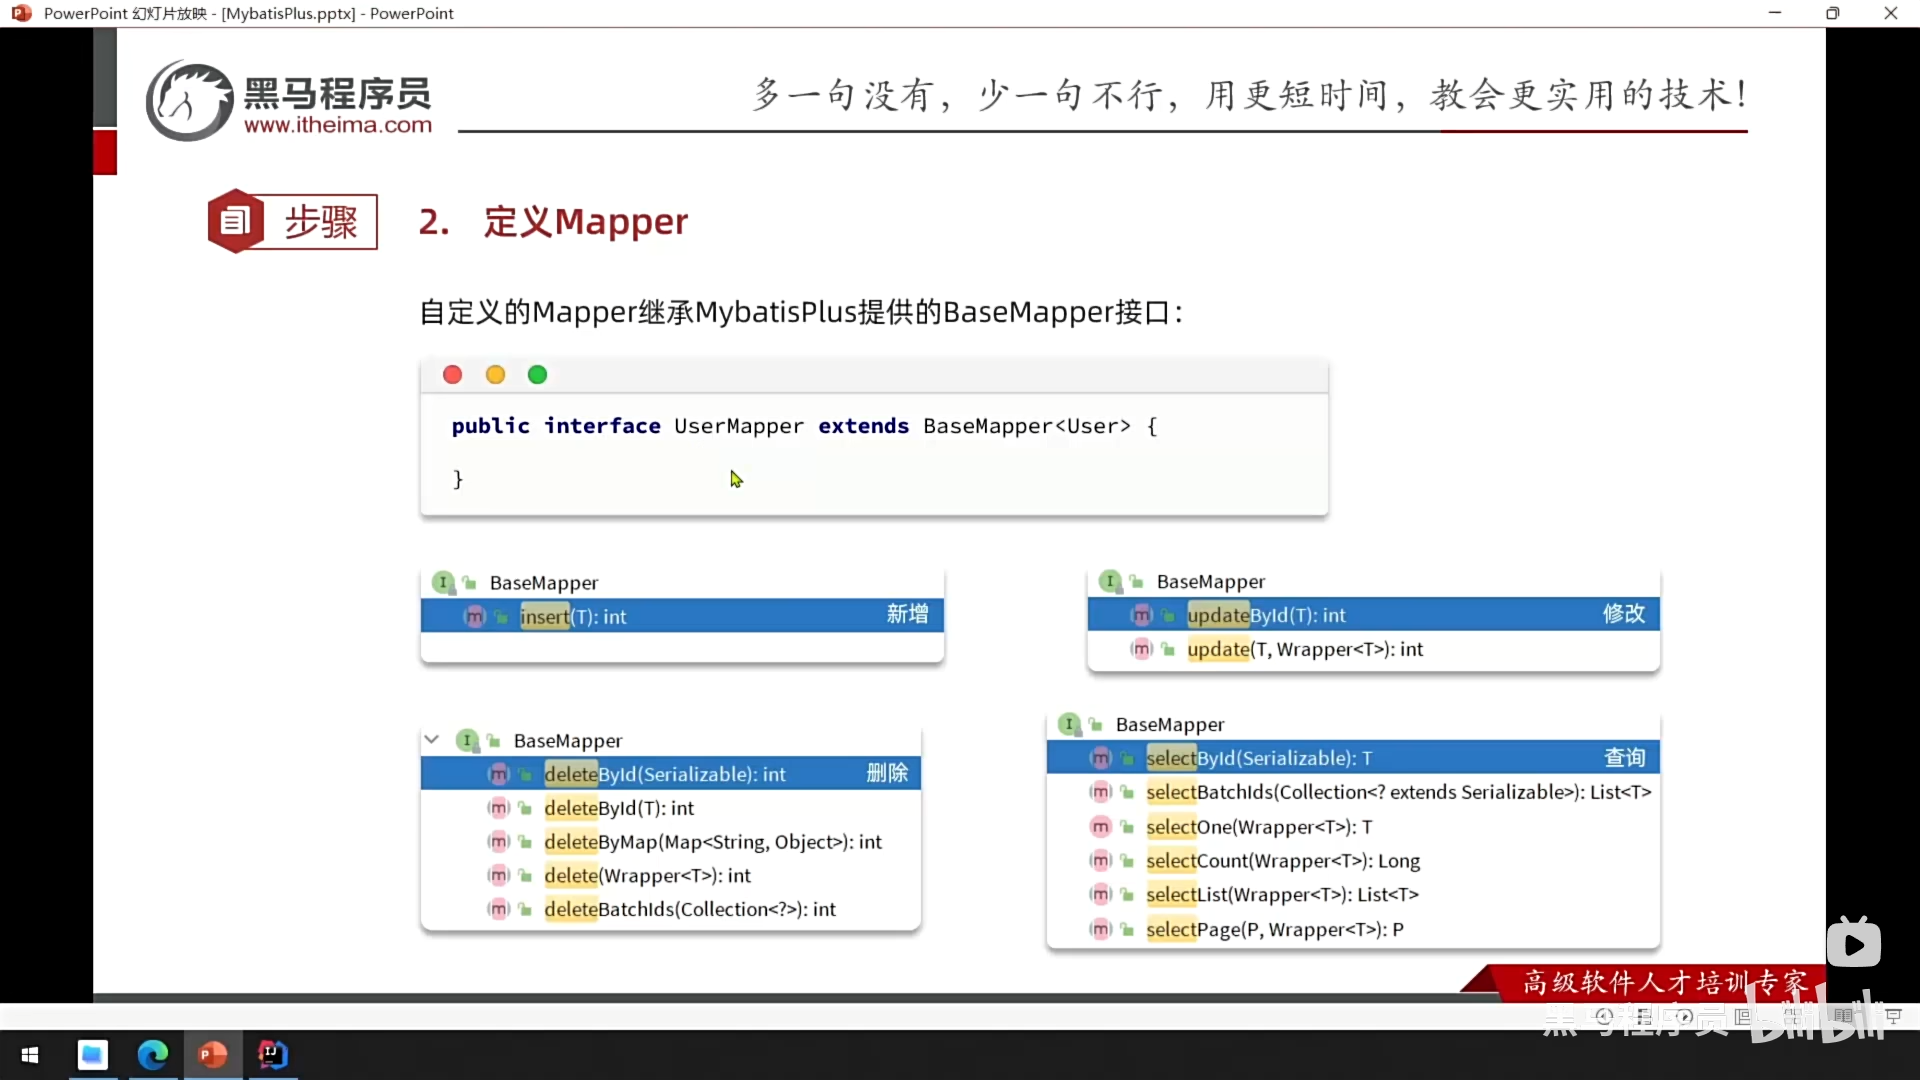 PowerPoint 幻灯片放映 - [MybatisPlus.pptx] - PowerPoint
黑马程序员
www.itheima.com
多一句没有，少一句不行，用更短时间，教会更实用的技术！
步骤
2. 定义Mapper
自定义的Mapper继承MybatisPlus提供的BaseMapper接口：
public interface UserMapper extends BaseMapper<User> {
}
BaseMapper
insert(T): int 新增
BaseMapper
updateById(T): int 修改
update(T, Wrapper<T>): int
BaseMapper
deleteById(Serializable): int 删除
deleteById(T): int
deleteByMap(Map<String, Object>): int
delete(Wrapper<T>): int
deleteBatchIds(Collection<?>): int
BaseMapper
selectById(Serializable): T 查询
selectBatchIds(Collection<? extends Serializable>): List<T>
selectOne(Wrapper<T>): T
selectCount(Wrapper<T>): Long
selectList(Wrapper<T>): List<T>
selectPage(P, Wrapper<T>): P
高级软件人才培训专家
黑马程序员 bilibili